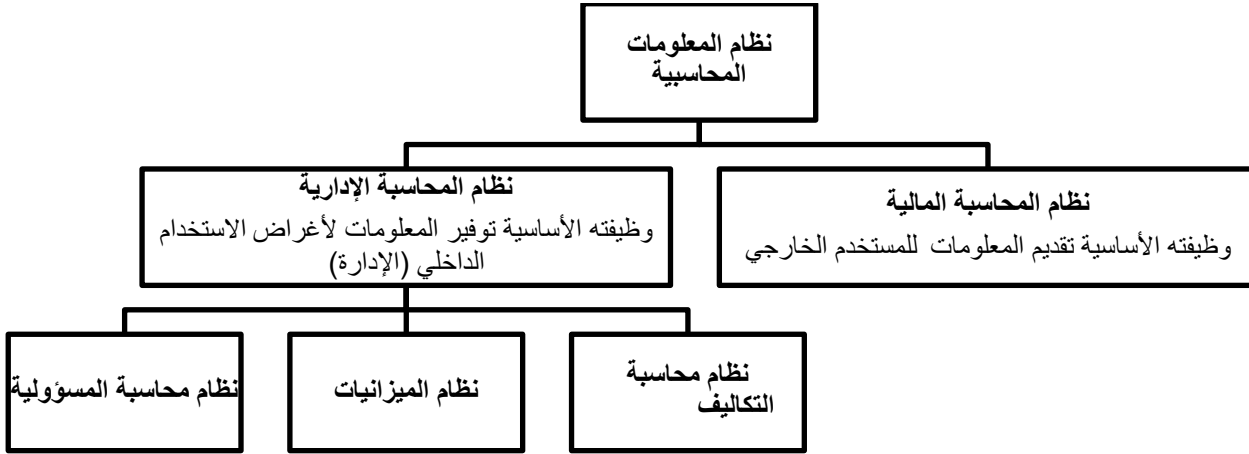 نظام المعلومات
المحاسبية
نظام المحاسبة المالية
وظيفته الأساسية تقديم المعلومات للمستخدم الخارجي
نظام المحاسبة الإدارية
وظيفته الأساسية توفير المعلومات لأغراض الاستخدام
الداخلي (الإدارة)
نظام محاسبة
التكاليف
نظام الميزانيات
نظام محاسبة المسؤولية